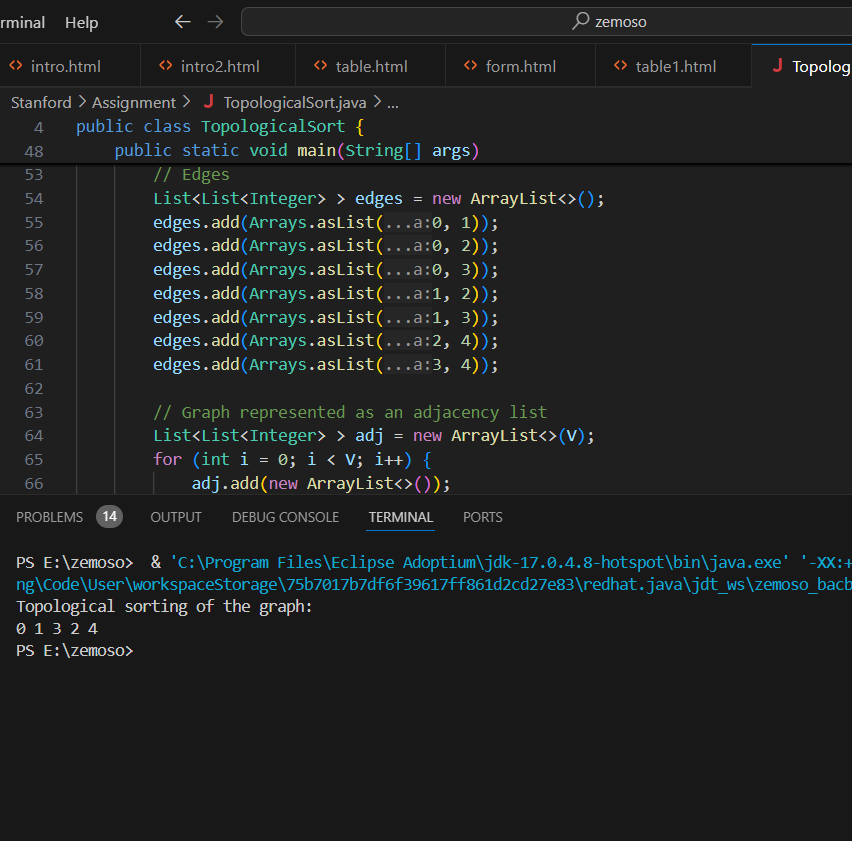 rminal Help ← → zemoso
<> intro.html <> intro2.html <> table.html <> form.html <> table1.html J Topolog
Stanford > Assignment > J TopologicalSort.java > ...
4 public class TopologicalSort {
48 public static void main(String[] args)
53 // Edges
54 List<List<Integer> > edges = new ArrayList<>();
55 edges.add(Arrays.asList(...a:0, 1));
56 edges.add(Arrays.asList(...a:0, 2));
57 edges.add(Arrays.asList(...a:0, 3));
58 edges.add(Arrays.asList(...a:1, 2));
59 edges.add(Arrays.asList(...a:1, 3));
60 edges.add(Arrays.asList(...a:2, 4));
61 edges.add(Arrays.asList(...a:3, 4));
62
63 // Graph represented as an adjacency list
64 List<List<Integer> > adj = new ArrayList<>(V);
65 for (int i = 0; i < V; i++) {
66 adj.add(new ArrayList<>());
PROBLEMS 14 OUTPUT DEBUG CONSOLE TERMINAL PORTS
PS E:\zemoso> & 'C:\Program Files\Eclipse Adoptium\jdk-17.0.4.8-hotspot\bin\java.exe' '-XX:+
ng\Code\User\workspaceStorage\75b7017b7df6f39617ff861d2cd27e83\redhat.java\jdt_ws\zemoso_bacb
Topological sorting of the graph:
0 1 3 2 4
PS E:\zemoso>